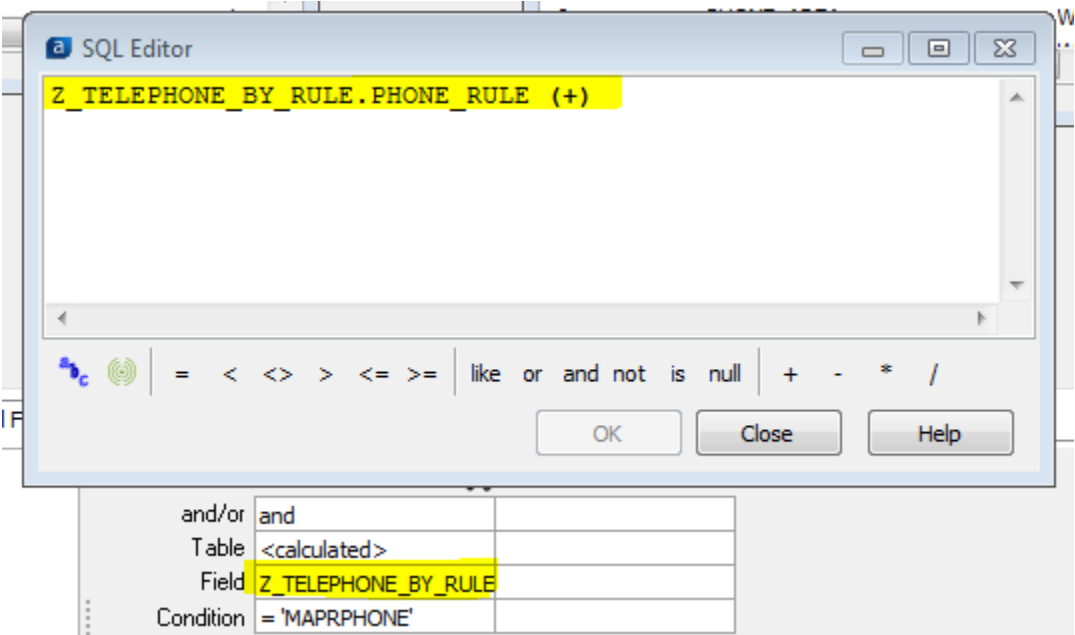 SQL Editor
Z_TELEPHONE_BY_RULE.PHONE_RULE (+)
= < <> > <= >= like or and not is null + - * /
OK Close Help
and/or and
Table <calculated>
Field Z_TELEPHONE_BY_RULE
Condition = 'MAPRPHONE'